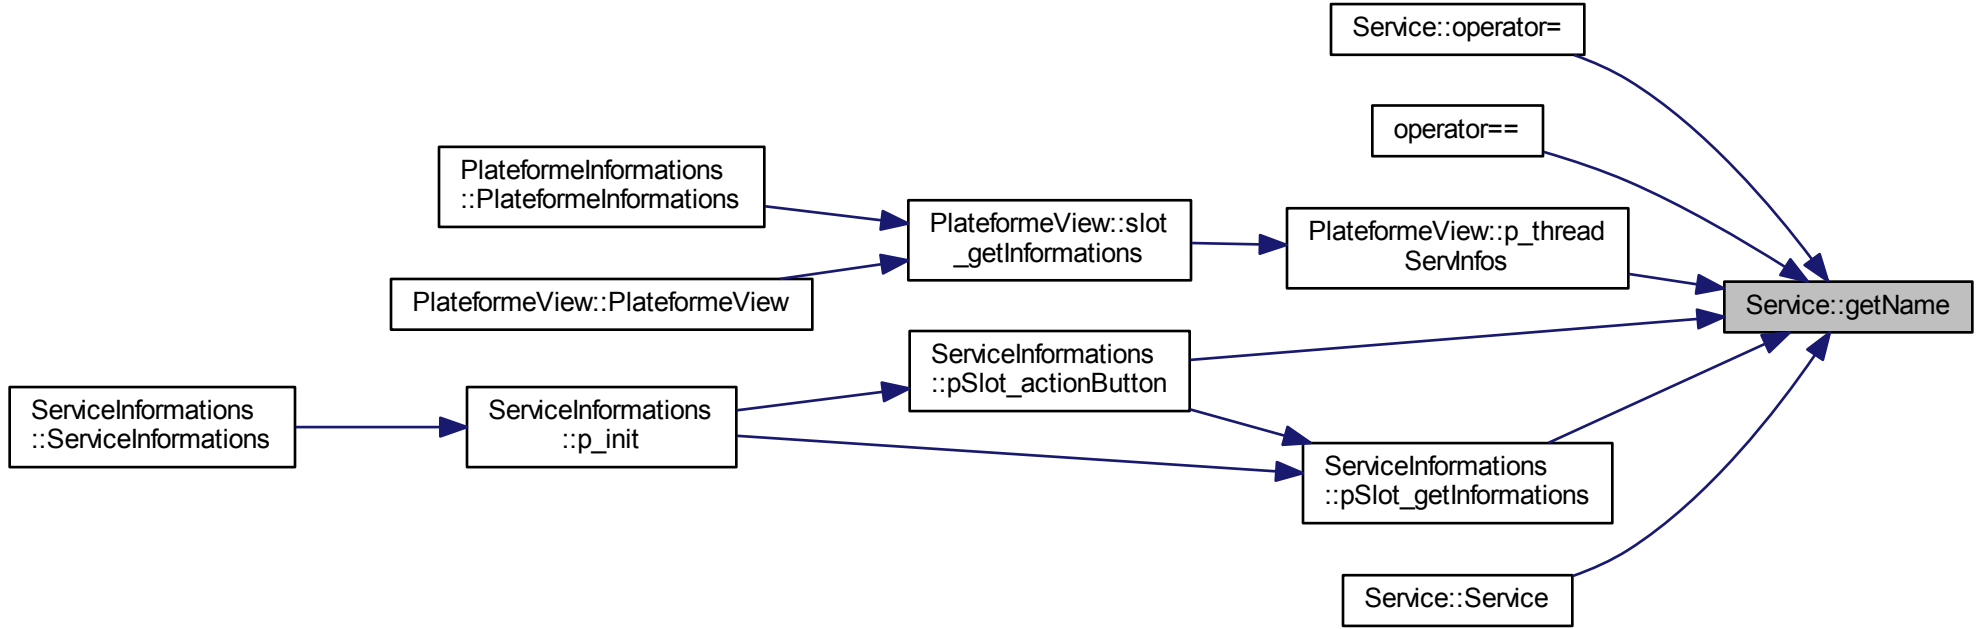 Service::operator=
operator==
PlateformeInformations
::PlateformeInformations
PlateformeView::slot
_getInformations
PlateformeView::p_thread
ServInfos
PlateformeView::PlateformeView
Service::getName
ServiceInformations
::pSlot_actionButton
ServiceInformations
::ServiceInformations
ServiceInformations
::p_init
ServiceInformations
::pSlot_getInformations
Service::Service